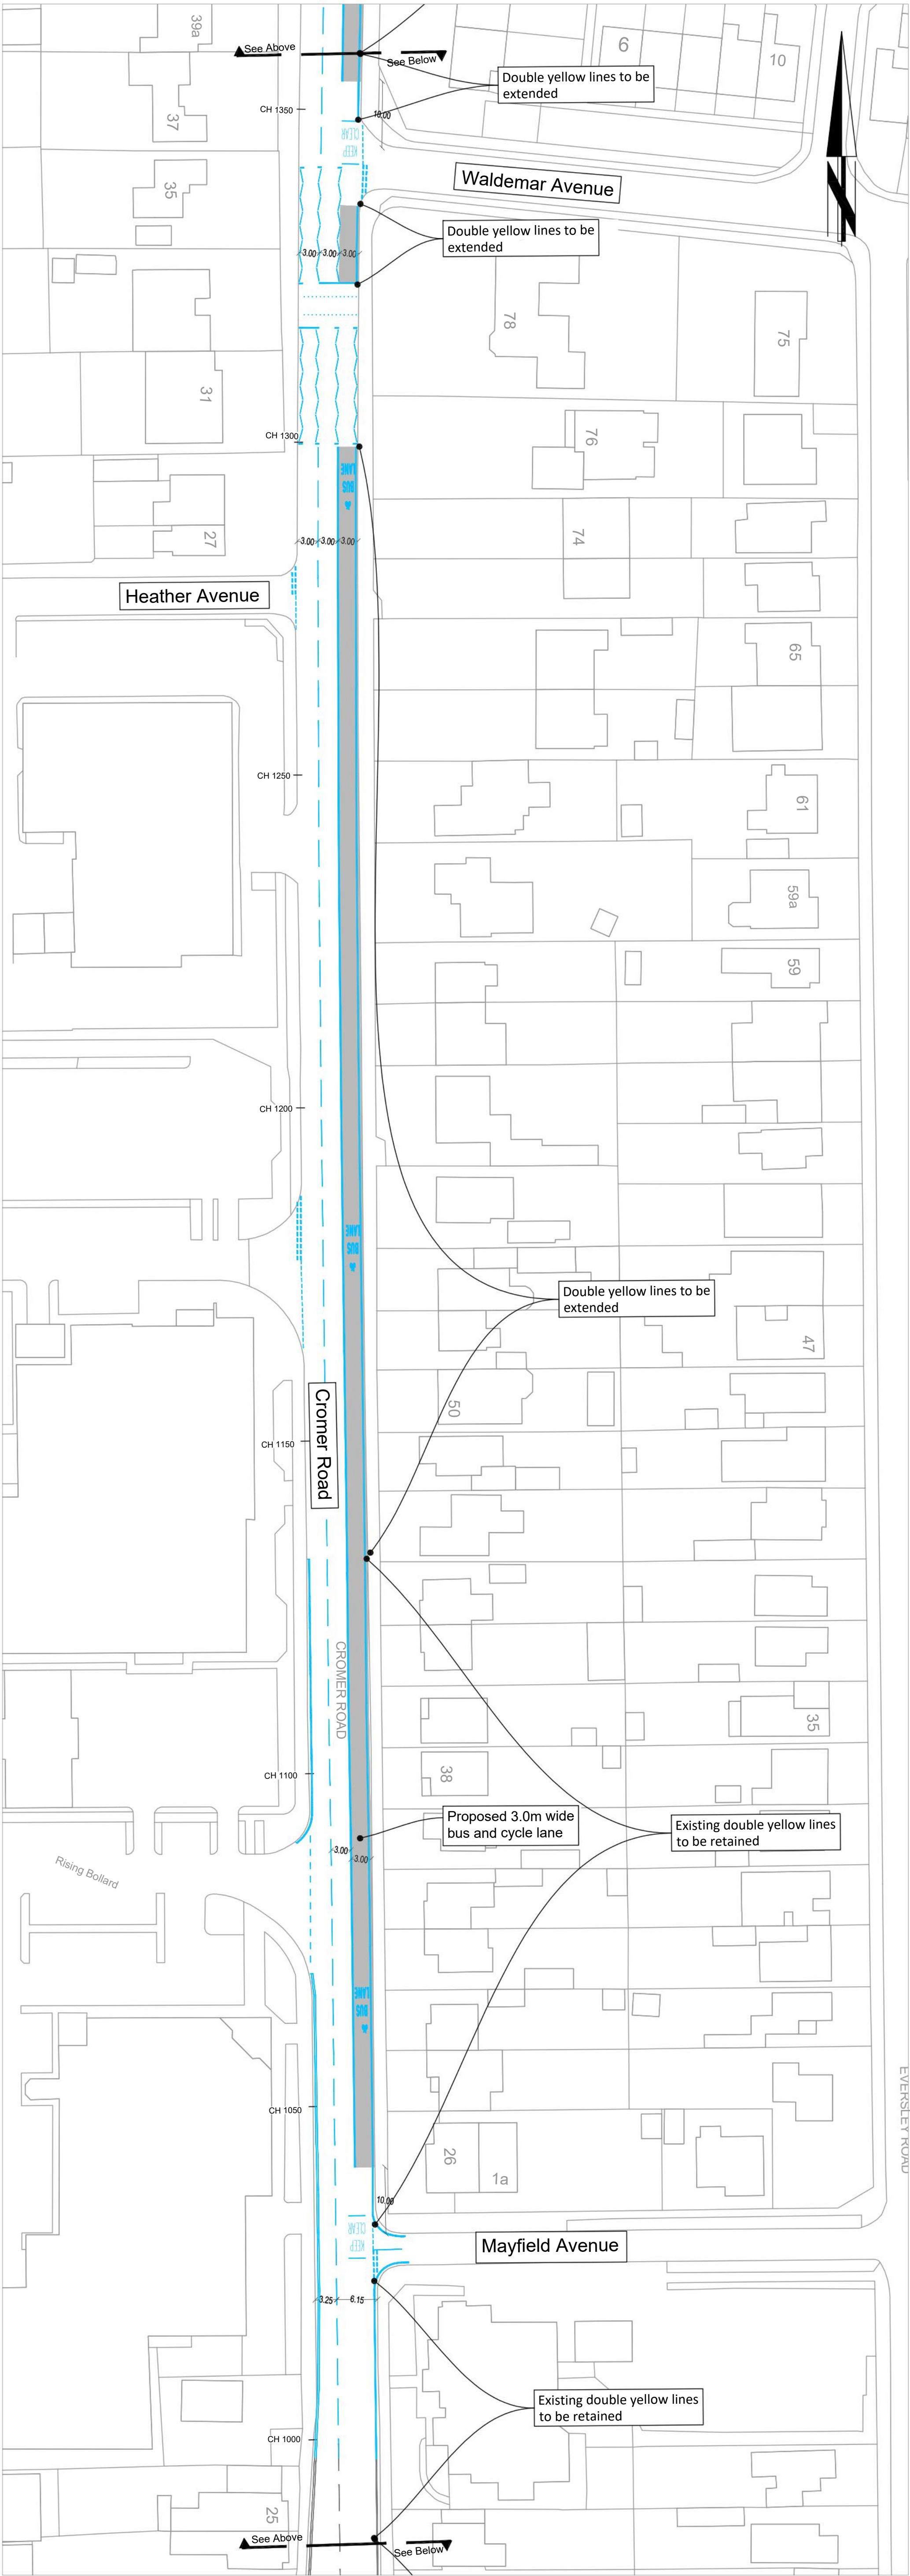 39a
6
10
See Above
See Below
Double yellow lines to be
extended
CH 1350
10.00
37
KEEP
CLEAR
Waldemar Avenue
N
35
Double yellow lines to be
extended
3.00
3.00
3.00
78
75
31
76
CH 1300
BUS
LANE
27
3.00
3.00
3.00
74
Heather Avenue
65
CH 1250
61
59a
59
CH 1200
BUS
LANE
Double yellow lines to be
extended
47
50
Cromer Road
CH 1150
CROMER ROAD
35
38
CH 1100
Proposed 3.0m wide
bus and cycle lane
Existing double yellow lines
to be retained
3.00
3.00
Rising Bollard
BUS
LANE
CH 1050
EVERSLEY ROAD
26
1a
10.00
KEEP
CLEAR
Mayfield Avenue
3.25
6.15
Existing double yellow lines
to be retained
CH 1000
25
See Above
See Below